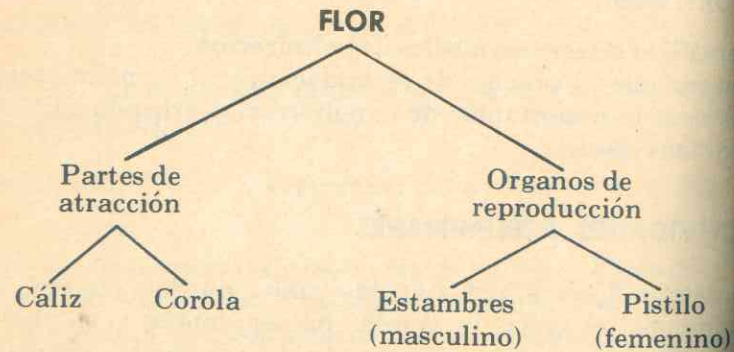 FLOR
Partes de
atracción
Organos de
reproducción
Cáliz
Corola
Estambres
(masculino)
Pistilo
(femenino)